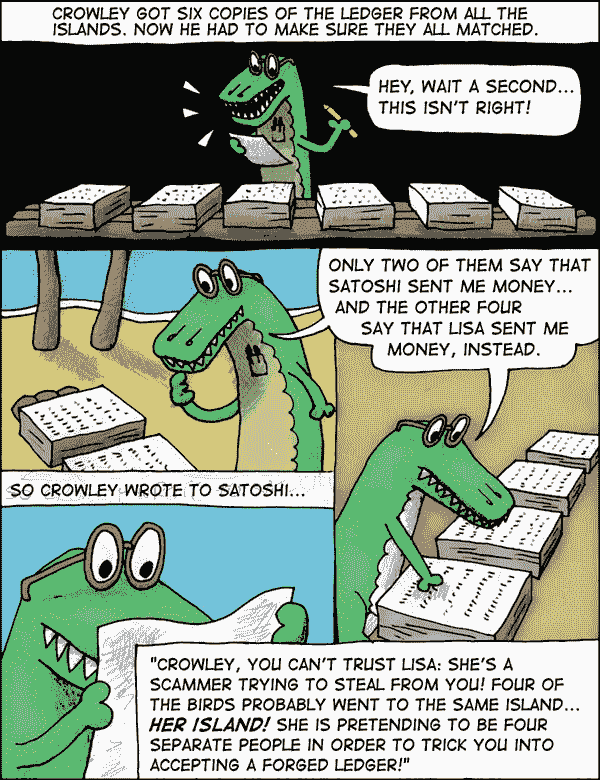 CROWLEY GOT SIX COPIES OF THE LEDGER FROM ALL THE
ISLANDS. NOW HE HAD TO MAKE SURE THEY ALL MATCHED.
HEY, WAIT A SECOND...
THIS ISN'T RIGHT!
ONLY TWO OF THEM SAY THAT
SATOSHI SENT ME MONEY...
AND THE OTHER FOUR
SAY THAT LISA SENT ME
MONEY, INSTEAD.
SO CROWLEY WROTE TO SATOSHI...
"CROWLEY, YOU CAN'T TRUST LISA: SHE'S A
SCAMMER TRYING TO STEAL FROM YOU! FOUR OF
THE BIRDS PROBABLY WENT TO THE SAME ISLAND...
HER ISLAND! SHE IS PRETENDING TO BE FOUR
SEPARATE PEOPLE IN ORDER TO TRICK YOU INTO
ACCEPTING A FORGED LEDGER!"